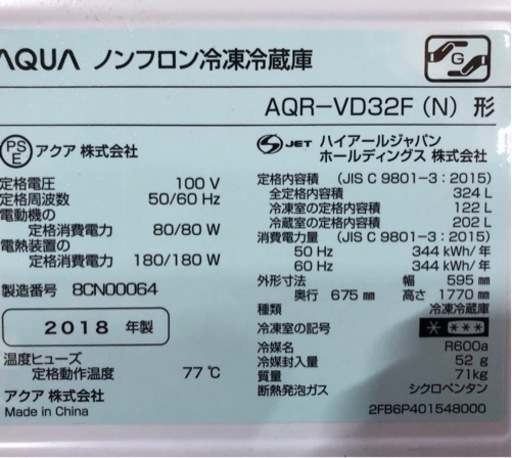 AQUA ノンフロン冷凍冷蔵庫
G
AQR-VD32F (N) 形
PS E アクア 株式会社
定格電圧 100 V
定格周波数 50/60 Hz
電動機の
定格消費電力 80/80 W
電熱装置の
定格消費電力 180/180 W
製造番号 8CN00064
2018 年製
温度ヒューズ
定格動作温度 77℃
アクア 株式会社
Made in China
S JET ハイアールジャパン
ホールディングス 株式会社
定格内容積 (JIS C 9801-3 : 2015)
全定格内容積 324 L
冷凍室の定格内容積 122 L
冷蔵室の定格内容積 202 L
消費電力量 (JIS C 9801-3 : 2015)
50 Hz 344 kWh/年
60 Hz 344 kWh/年
外形寸法 幅 595 ㎜
奥行 675 ㎜ 高さ 1770 ㎜
種類 冷凍冷蔵庫
冷凍室の記号 * ***
冷媒名 R600a
冷媒封入量 52 g
質量 71kg
断熱発泡ガス シクロペンタン
2FB6P401548000